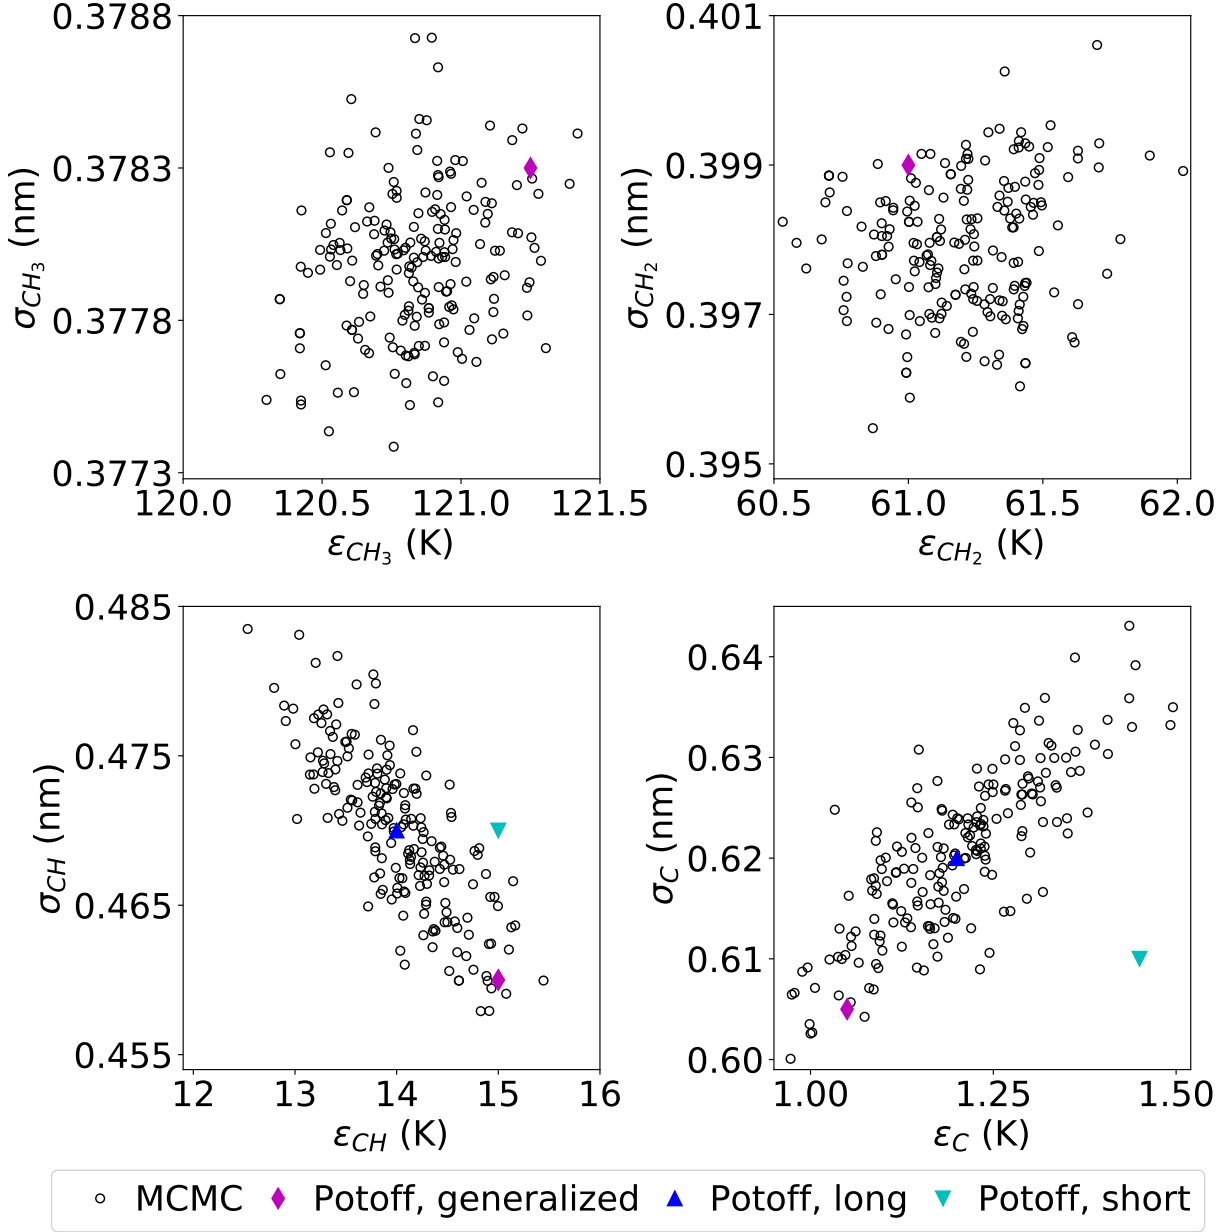 0.3788
0.3783
0.3778
0.3773
σ_CH₃ (nm)
120.0 120.5 121.0 121.5
ε_CH₃ (K)
0.401
0.399
0.397
0.395
σ_CH₂ (nm)
60.5 61.0 61.5 62.0
ε_CH₂ (K)
0.485
0.475
0.465
0.455
σ_CH (nm)
12 13 14 15 16
ε_CH (K)
0.64
0.63
0.62
0.61
0.60
σ_C (nm)
1.00 1.25 1.50
ε_C (K)
MCMC Potoff, generalized Potoff, long Potoff, short